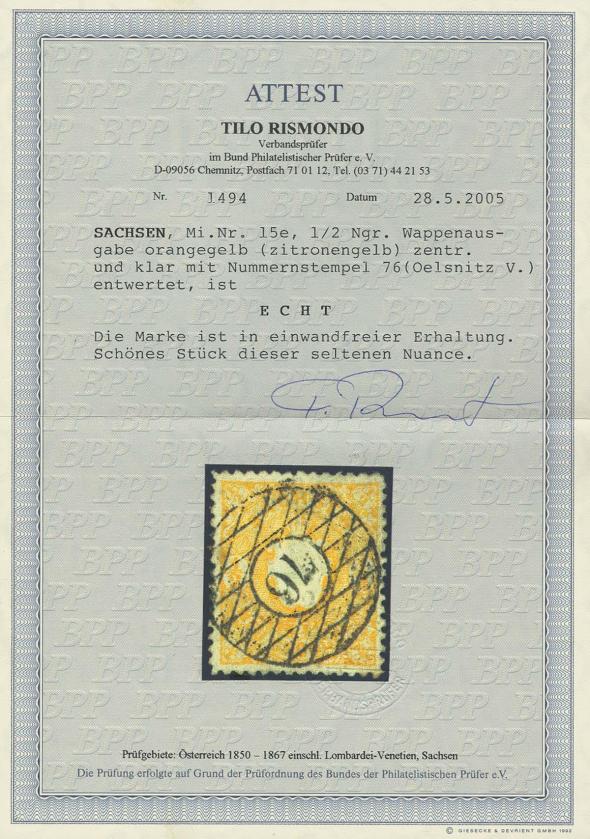 ATTEST
TILO RISMONDO
Verbandsprüfer
im Bund Philatelistischer Prüfer e. V.
D-09056 Chemnitz, Postfach 71 01 12, Tel. (03 71) 44 21 53
Nr. 1494 Datum 28.5.2005
SACHSEN, Mi.Nr. 15e, 1/2 Ngr. Wappenaus-
gabe orangegelb (zitronengelb) zentr.
und klar mit Nummernstempel 76(Oelsnitz V.)
entwertet, ist
E C H T
Die Marke ist in einwandfreier Erhaltung.
Schönes Stück dieser seltenen Nuance.
76
Prüfgebiete: Österreich 1850 – 1867 einschl. Lombardei-Venetien, Sachsen
Die Prüfung erfolgte auf Grund der Prüfordnung des Bundes der Philatelistischen Prüfer e.V.
© GIESECKE & DEVRIENT GMBH 1992